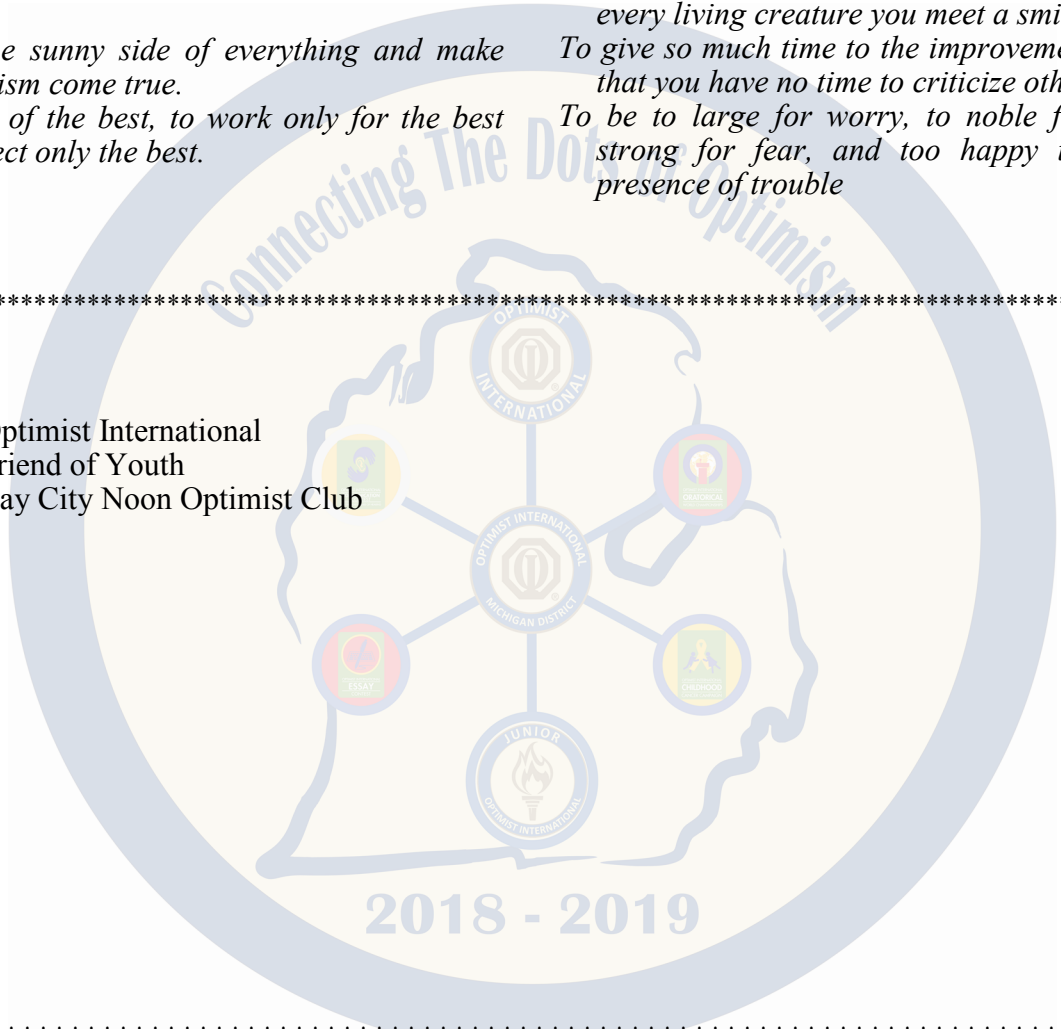 e sunny side of everything and make
ism come true.
of the best, to work only for the best
ect only the best.
every living creature you meet a smi
To give so much time to the improveme
that you have no time to criticize oth
To be to large for worry, to noble f
strong for fear, and too happy t
presence of trouble
Connecting The Dots of Optimism
********************************************************************************
ptimist International
riend of Youth
ay City Noon Optimist Club
OPTIMIST
INTERNATIONAL
ORATORICAL
OPTIMIST INTERNATIONAL
MICHIGAN DISTRICT
ESSAY
CHILDHOOD
JUNIOR
OPTIMIST INTERNATIONAL
2018 - 2019
. . . . . . . . . . . . . . . . . . . . . . . . . . . . . . . . . . . . . . . . . . . . . . . . . . . . . . . . . . . . . . . . .